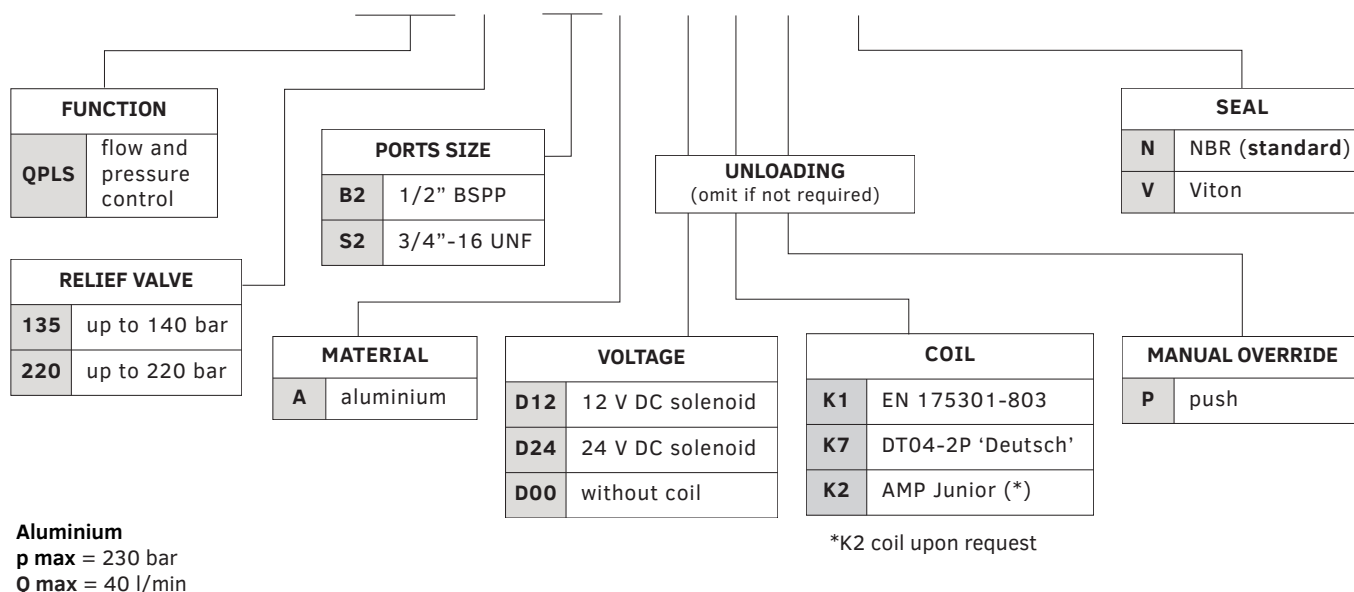 FUNCTION
QPLS flow and
pressure
control
RELIEF VALVE
135 up to 140 bar
220 up to 220 bar
PORTS SIZE
B2 1/2” BSPP
S2 3/4”-16 UNF
MATERIAL
A aluminium
UNLOADING
(omit if not required)
VOLTAGE
D12 12 V DC solenoid
D24 24 V DC solenoid
D00 without coil
COIL
K1 EN 175301-803
K7 DT04-2P ‘Deutsch’
K2 AMP Junior (*)
*K2 coil upon request
SEAL
N NBR (standard)
V Viton
MANUAL OVERRIDE
P push
Aluminium
p max = 230 bar
Q max = 40 l/min